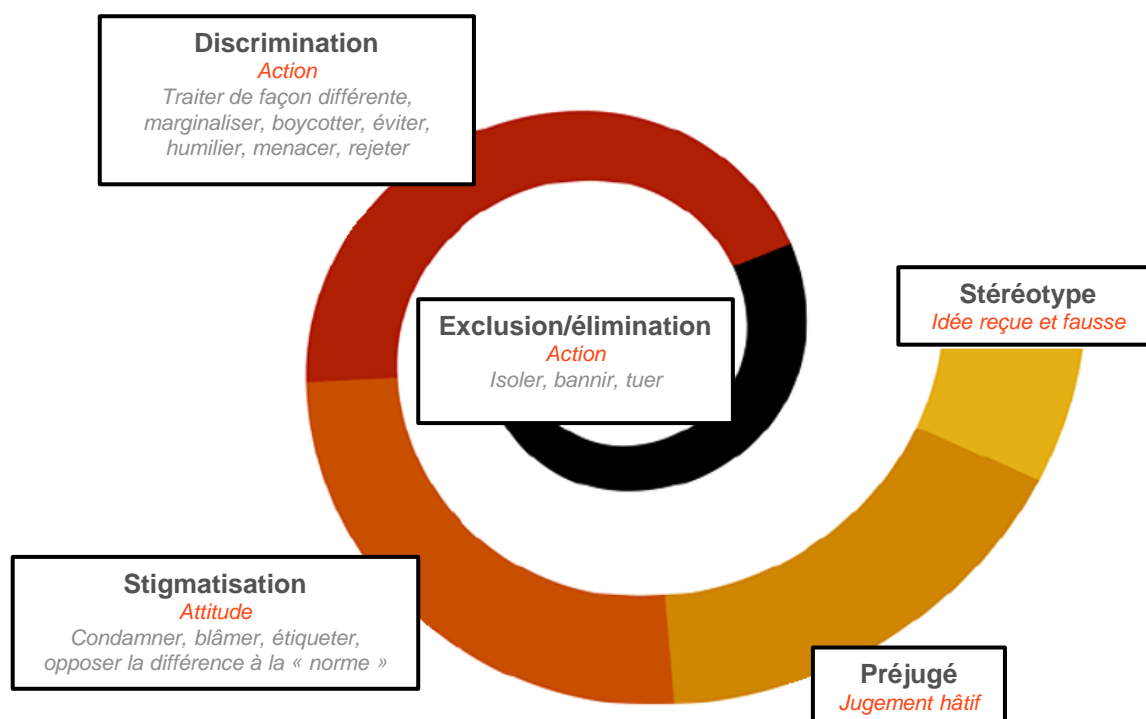 Discrimination
Action
Traiter de façon différente,
marginaliser, boycotter, éviter,
humilier, menacer, rejeter
Exclusion/élimination
Action
Isoler, bannir, tuer
Stéréotype
Idée reçue et fausse
Stigmatisation
Attitude
Condamner, blâmer, étiqueter,
opposer la différence à la « norme »
Préjugé
Jugement hâtif